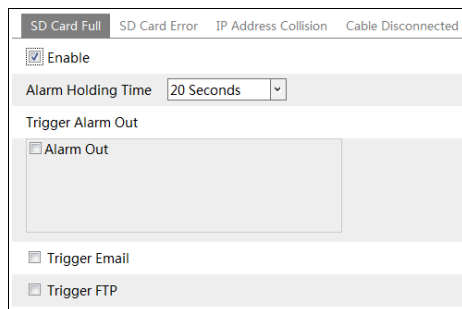 SD Card Full SD Card Error IP Address Collision Cable Disconnected
Enable
Alarm Holding Time 20 Seconds
Trigger Alarm Out
Alarm Out
Trigger Email
Trigger FTP